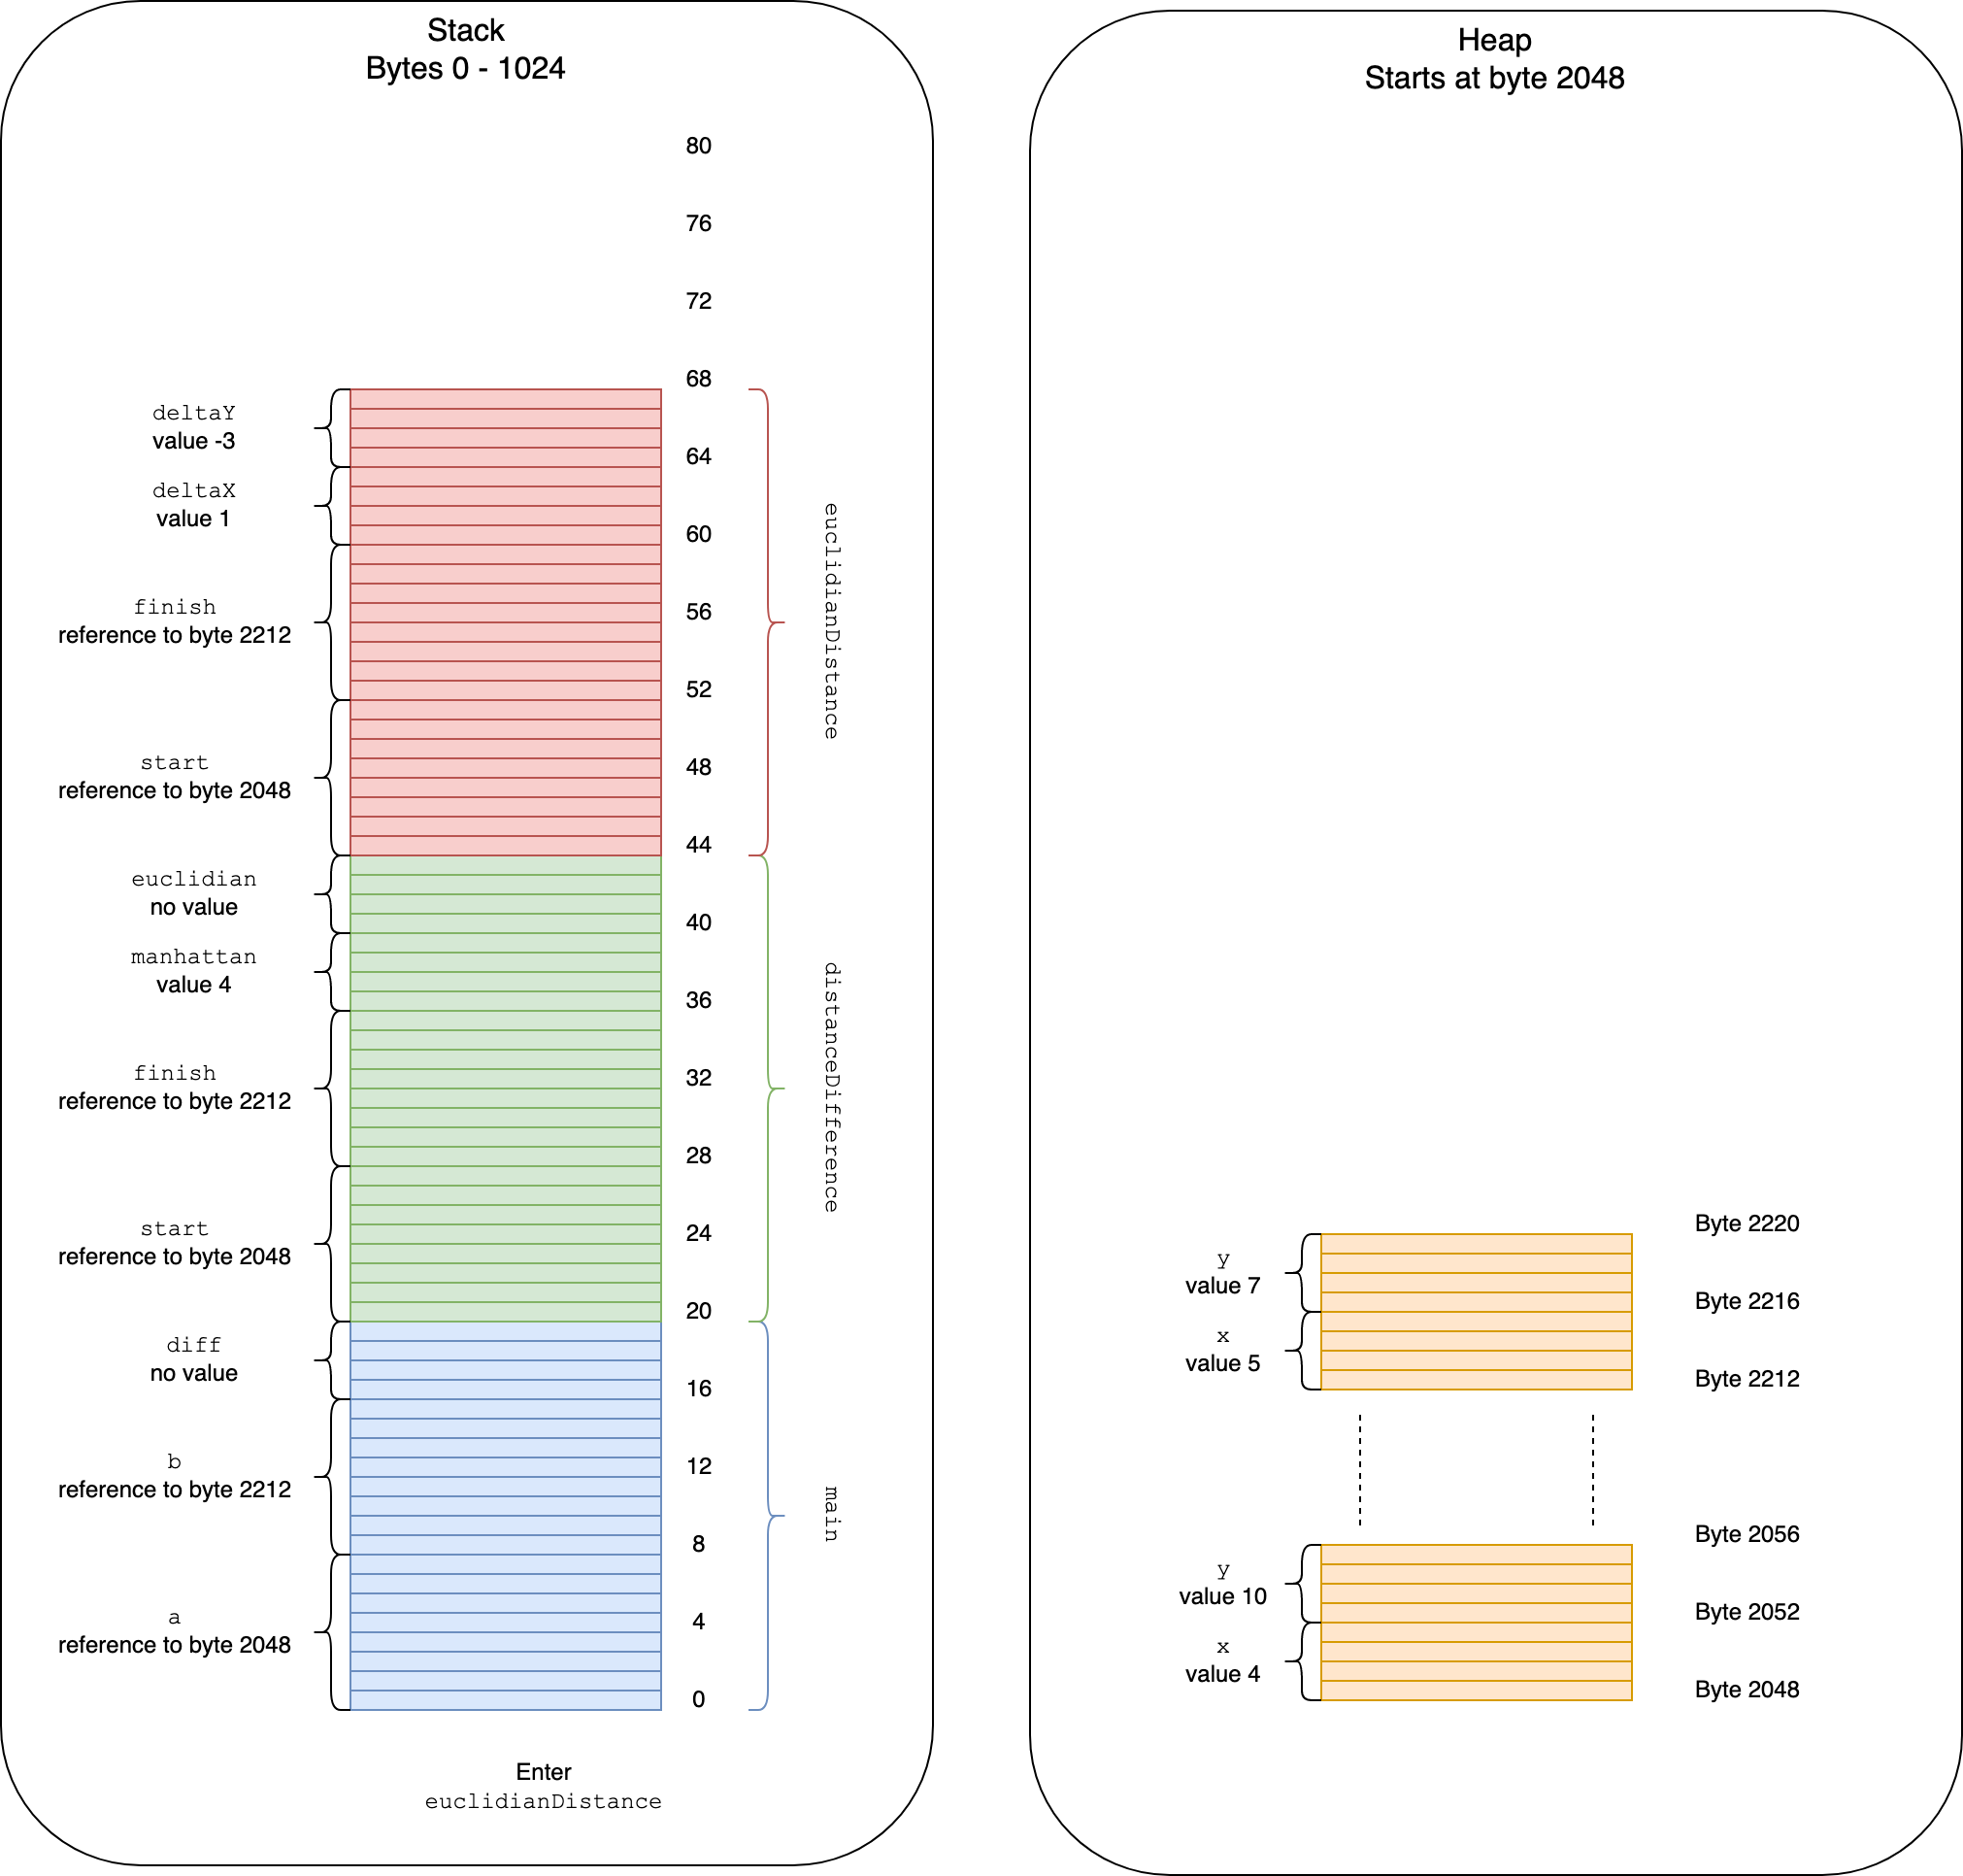 Stack
Bytes 0 - 1024
80
76
72
68
deltaY
value -3
64
deltaX
value 1
60
finish
reference to byte 2212
56
52
start
reference to byte 2048
48
44
euclidianDistance
euclidian
no value
40
manhattan
value 4
36
finish
reference to byte 2212
32
28
start
reference to byte 2048
24
20
distanceDifference
diff
no value
16
b
reference to byte 2212
12
8
a
reference to byte 2048
4
0
main
Enter
euclidianDistance
Heap
Starts at byte 2048
Byte 2220
y
value 7
Byte 2216
x
value 5
Byte 2212
Byte 2056
y
value 10
Byte 2052
x
value 4
Byte 2048